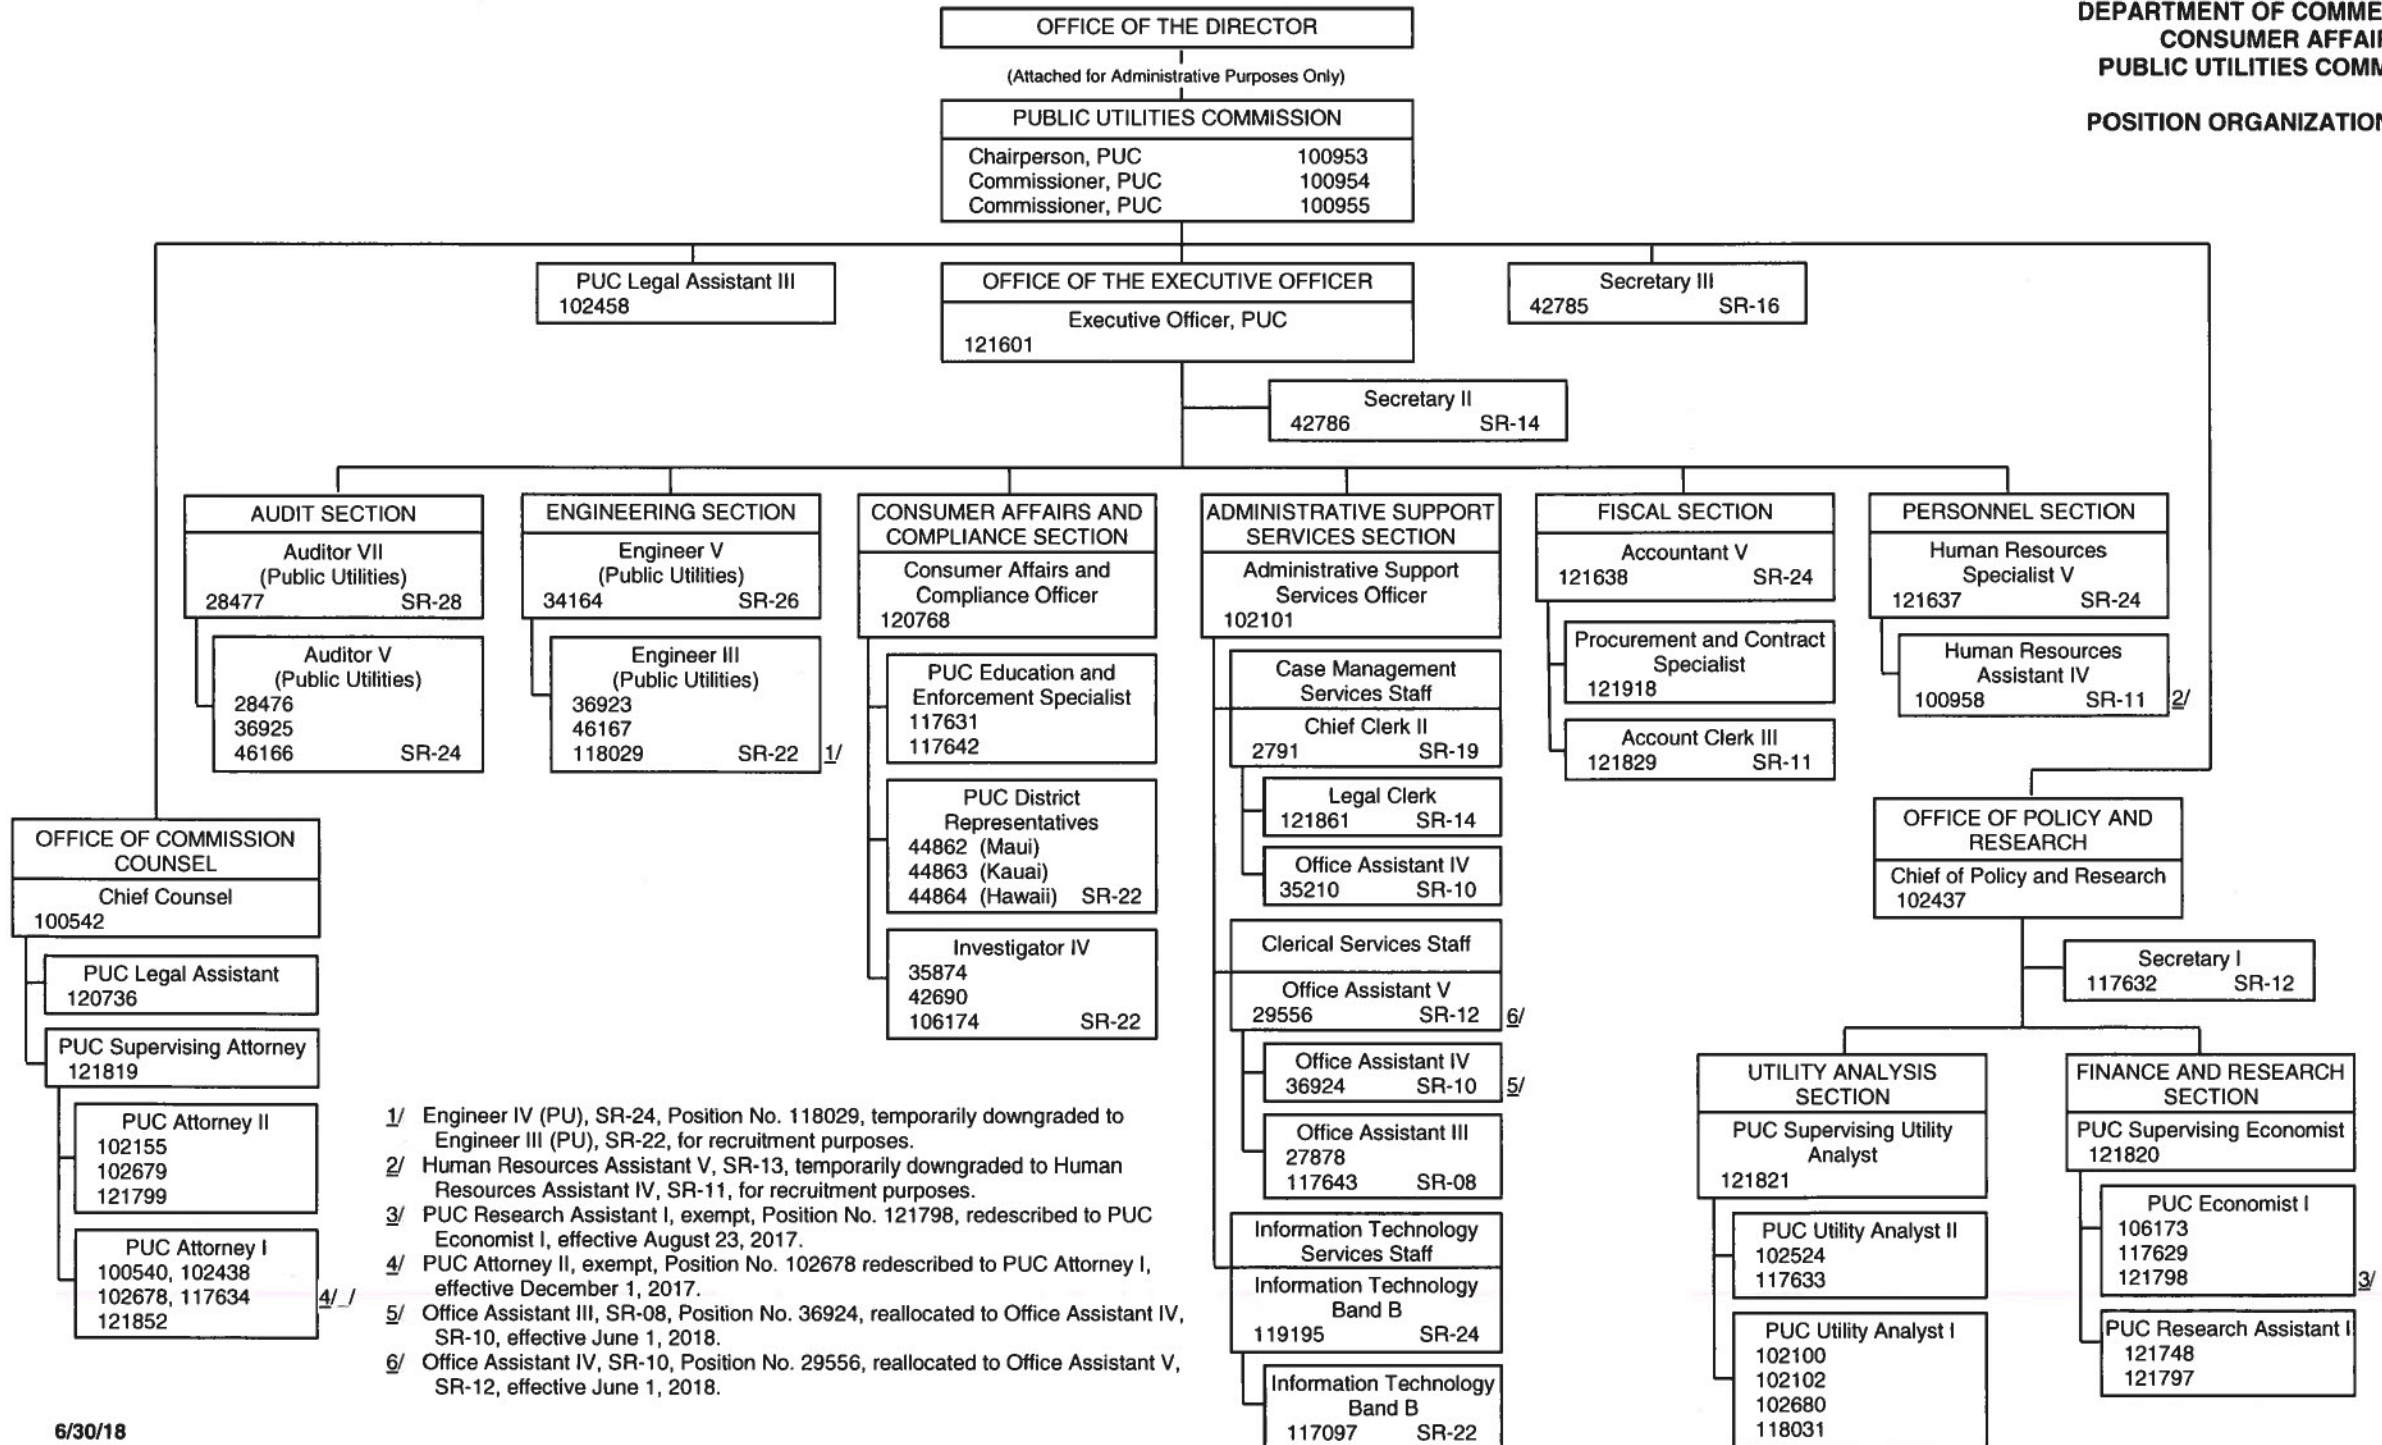 DEPARTMENT OF COMME
CONSUMER AFFAI
PUBLIC UTILITIES COMM
POSITION ORGANIZATION
OFFICE OF THE DIRECTOR
(Attached for Administrative Purposes Only)
PUBLIC UTILITIES COMMISSION
Chairperson, PUC 100953
Commissioner, PUC 100954
Commissioner, PUC 100955
PUC Legal Assistant III
102458
OFFICE OF THE EXECUTIVE OFFICER
Executive Officer, PUC
121601
Secretary III
42785 SR-16
Secretary II
42786 SR-14
AUDIT SECTION
Auditor VII
(Public Utilities)
28477 SR-28
Auditor V
(Public Utilities)
28476
36925
46166 SR-24
ENGINEERING SECTION
Engineer V
(Public Utilities)
34164 SR-26
Engineer III
(Public Utilities)
36923
46167
118029 SR-22 1/
CONSUMER AFFAIRS AND
COMPLIANCE SECTION
Consumer Affairs and
Compliance Officer
120768
PUC Education and
Enforcement Specialist
117631
117642
PUC District
Representatives
44862 (Maui)
44863 (Kauai)
44864 (Hawaii) SR-22
Investigator IV
35874
42690
106174 SR-22
ADMINISTRATIVE SUPPORT
SERVICES SECTION
Administrative Support
Services Officer
102101
Case Management
Services Staff
Chief Clerk II
2791 SR-19
Legal Clerk
121861 SR-14
Office Assistant IV
35210 SR-10
Clerical Services Staff
Office Assistant V
29556 SR-12 6/
Office Assistant IV
36924 SR-10 5/
Office Assistant III
27878
117643 SR-08
Information Technology
Services Staff
Information Technology
Band B
119195 SR-24
Information Technology
Band B
117097 SR-22
FISCAL SECTION
Accountant V
121638 SR-24
Procurement and Contract
Specialist
121918
Account Clerk III
121829 SR-11
PERSONNEL SECTION
Human Resources
Specialist V
121637 SR-24
Human Resources
Assistant IV
100958 SR-11 2/
OFFICE OF COMMISSION
COUNSEL
Chief Counsel
100542
PUC Legal Assistant
120736
PUC Supervising Attorney
121819
PUC Attorney II
102155
102679
121799
PUC Attorney I
100540, 102438
102678, 117634 4/_/
121852
OFFICE OF POLICY AND
RESEARCH
Chief of Policy and Research
102437
Secretary I
117632 SR-12
UTILITY ANALYSIS
SECTION
PUC Supervising Utility
Analyst
121821
PUC Utility Analyst II
102524
117633
PUC Utility Analyst I
102100
102102
102680
118031
FINANCE AND RESEARCH
SECTION
PUC Supervising Economist
121820
PUC Economist I
106173
117629
121798 3/
PUC Research Assistant I
121748
121797
1/ Engineer IV (PU), SR-24, Position No. 118029, temporarily downgraded to
Engineer III (PU), SR-22, for recruitment purposes.
2/ Human Resources Assistant V, SR-13, temporarily downgraded to Human
Resources Assistant IV, SR-11, for recruitment purposes.
3/ PUC Research Assistant I, exempt, Position No. 121798, redescribed to PUC
Economist I, effective August 23, 2017.
4/ PUC Attorney II, exempt, Position No. 102678 redescribed to PUC Attorney I,
effective December 1, 2017.
5/ Office Assistant III, SR-08, Position No. 36924, reallocated to Office Assistant IV,
SR-10, effective June 1, 2018.
6/ Office Assistant IV, SR-10, Position No. 29556, reallocated to Office Assistant V,
SR-12, effective June 1, 2018.
6/30/18